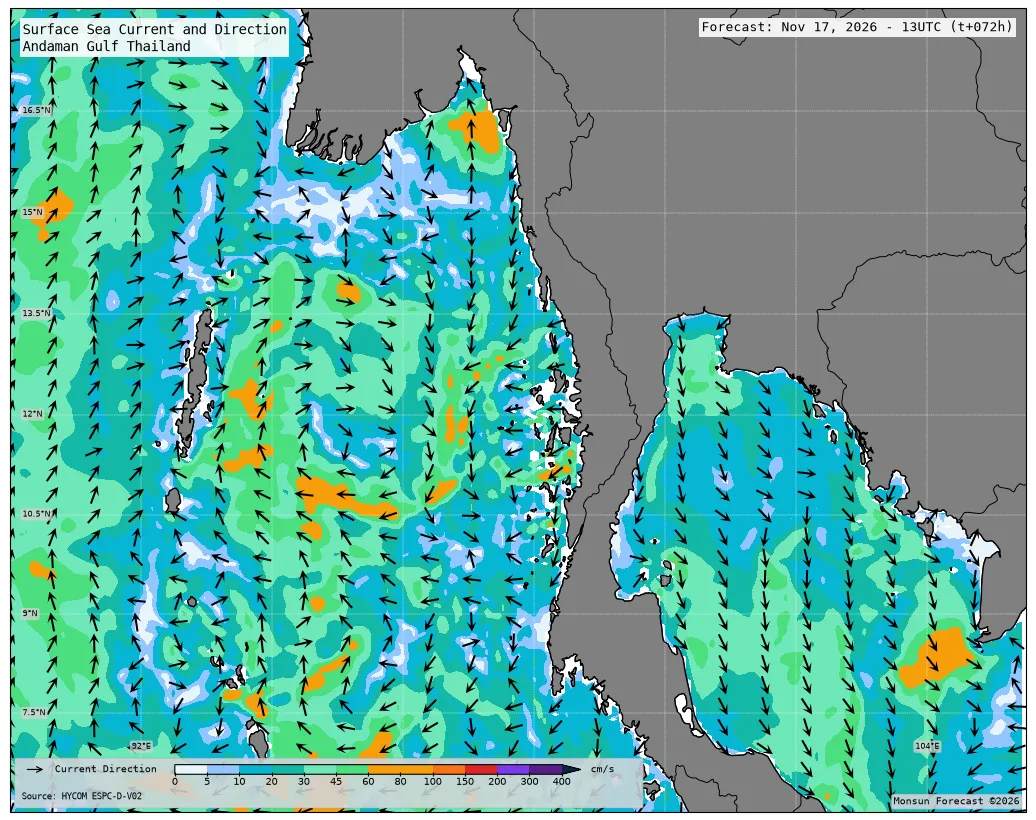 Surface Sea Current and Direction
Andaman Gulf Thailand
Forecast: Nov 17, 2026 - 13UTC (t+072h)
16.5°N
15°N
13.5°N
12°N
10.5°N
9°N
7.5°N
92°E
104°E
Current Direction
0 5 10 20 30 45 60 80 100 150 200 300 400 cm/s
Source: HYCOM ESPC-D-V02
Monsun Forecast ©2026